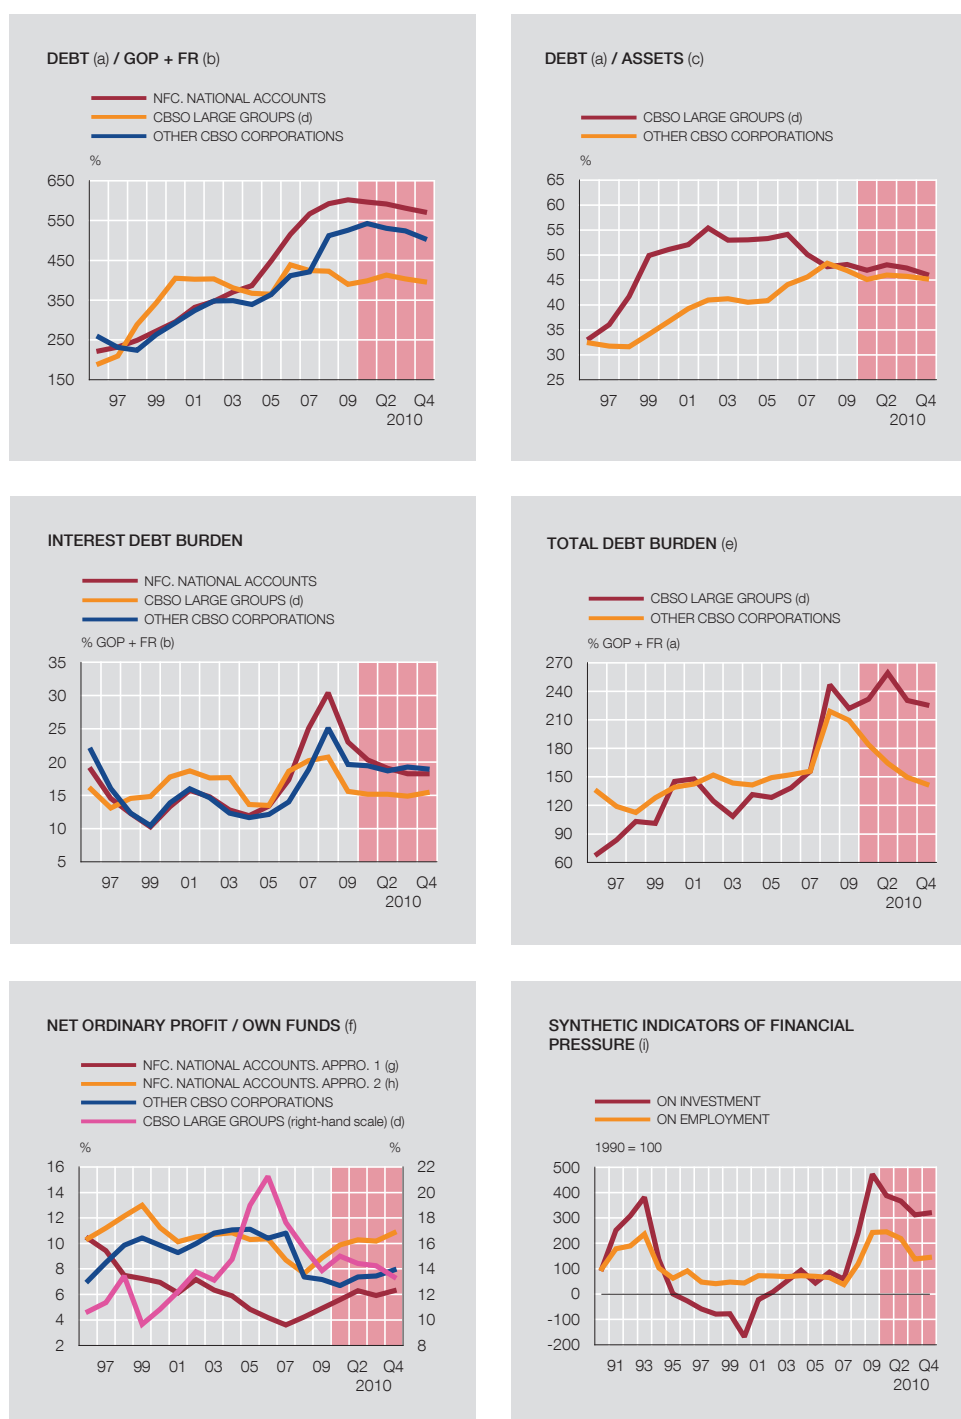 DEBT (a) / GOP + FR (b)
NFC. NATIONAL ACCOUNTS
CBSO LARGE GROUPS (d)
OTHER CBSO CORPORATIONS
%
650
550
450
350
250
150
97 99 01 03 05 07 09 Q2 Q4
2010
DEBT (a) / ASSETS (c)
CBSO LARGE GROUPS (d)
OTHER CBSO CORPORATIONS
%
65
60
55
50
45
40
35
30
25
97 99 01 03 05 07 09 Q2 Q4
2010
INTEREST DEBT BURDEN
NFC. NATIONAL ACCOUNTS
CBSO LARGE GROUPS (d)
OTHER CBSO CORPORATIONS
% GOP + FR (b)
35
30
25
20
15
10
5
97 99 01 03 05 07 09 Q2 Q4
2010
TOTAL DEBT BURDEN (e)
CBSO LARGE GROUPS (d)
OTHER CBSO CORPORATIONS
% GOP + FR (a)
270
240
210
180
150
120
90
60
97 99 01 03 05 07 09 Q2 Q4
2010
NET ORDINARY PROFIT / OWN FUNDS (f)
NFC. NATIONAL ACCOUNTS. APPRO. 1 (g)
NFC. NATIONAL ACCOUNTS. APPRO. 2 (h)
OTHER CBSO CORPORATIONS
CBSO LARGE GROUPS (right-hand scale) (d)
% %
16 22
14 20
12 18
10 16
8 14
6 12
4 10
2 8
97 99 01 03 05 07 09 Q2 Q4
2010
SYNTHETIC INDICATORS OF FINANCIAL
PRESSURE (i)
ON INVESTMENT
ON EMPLOYMENT
1990 = 100
500
400
300
200
100
0
-100
-200
91 93 95 97 99 01 03 05 07 09 Q2 Q4
2010